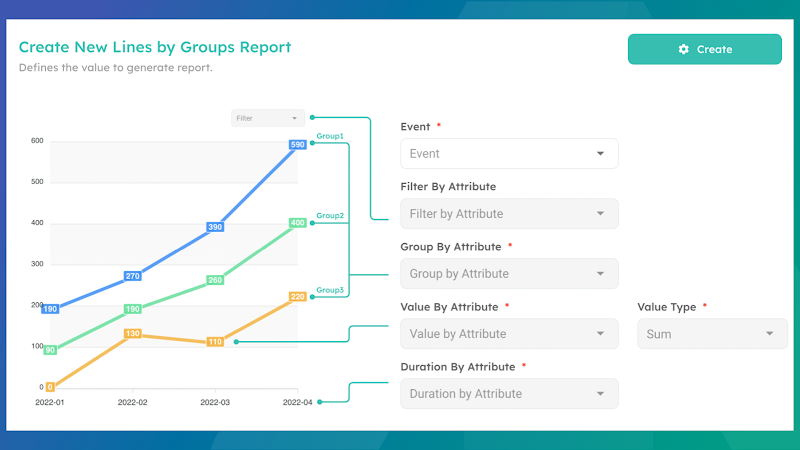 Create New Lines by Groups Report
Defines the value to generate report.
Create
Filter
Group1
Group2
Group3
600
500
400
300
200
100
0
590
390
270
190
400
260
190
90
220
130
110
0
2022-01
2022-02
2022-03
2022-04
Event *
Event
Filter By Attribute
Filter by Attribute
Group By Attribute *
Group by Attribute
Value By Attribute *
Value by Attribute
Value Type *
Sum
Duration By Attribute *
Duration by Attribute